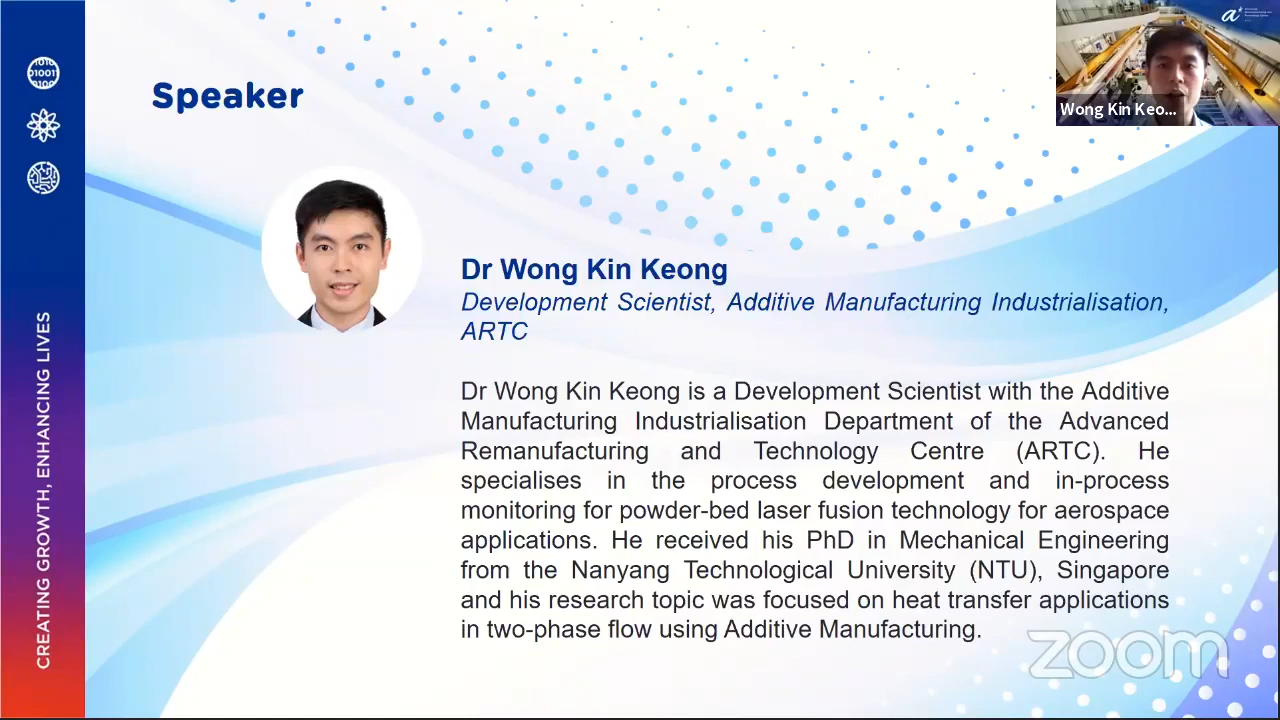 Speaker
Wong Kin Keo...
Dr Wong Kin Keong
Development Scientist, Additive Manufacturing Industrialisation,
ARTC
Dr Wong Kin Keong is a Development Scientist with the Additive
Manufacturing Industrialisation Department of the Advanced
Remanufacturing and Technology Centre (ARTC). He
specialises in the process development and in-process
monitoring for powder-bed laser fusion technology for aerospace
applications. He received his PhD in Mechanical Engineering
from the Nanyang Technological University (NTU), Singapore
and his research topic was focused on heat transfer applications
in two-phase flow using Additive Manufacturing.
CREATING GROWTH, ENHANCING LIVES
zoom